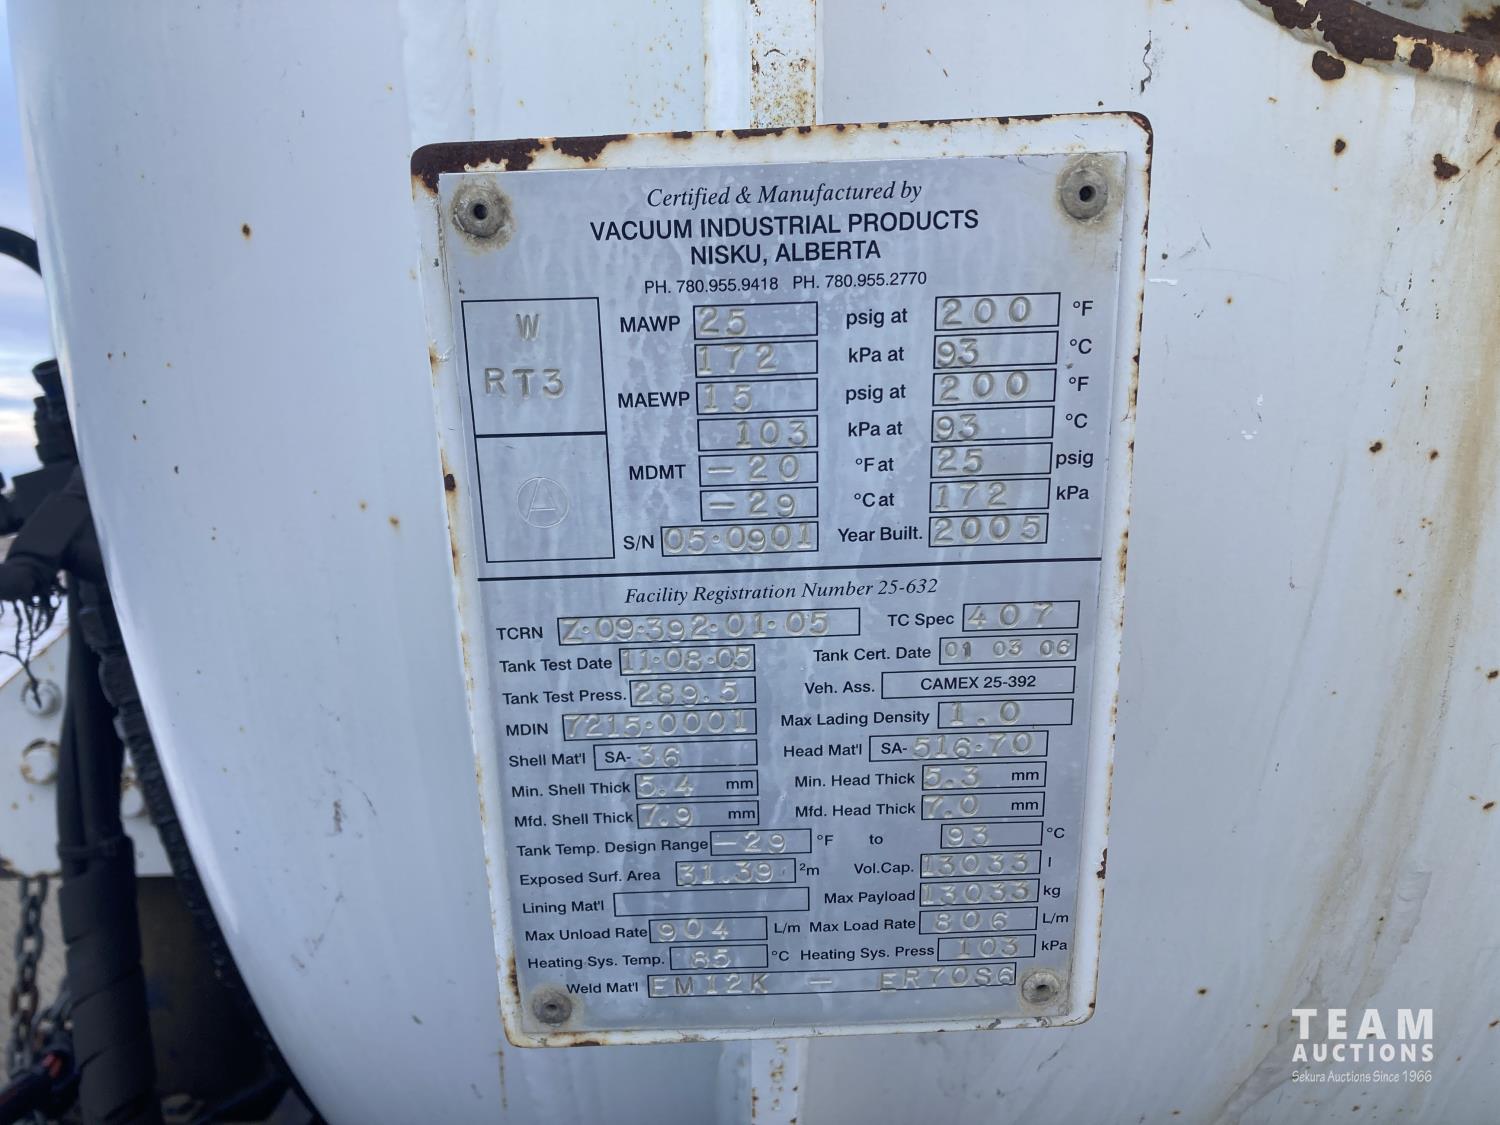 Certified & Manufactured by
VACUUM INDUSTRIAL PRODUCTS
NISKU, ALBERTA
PH. 780.955.9418 PH. 780.955.2770
W
RT3
A
MAWP 25 psig at 200 °F
172 kPa at 93 °C
MAEWP 15 psig at 200 °F
103 kPa at 93 °C
MDMT -20 °F at 25 psig
-29 °C at 172 kPa
S/N 05-0901 Year Built. 2005
Facility Registration Number 25-632
TCRN Z-09-392-01-05 TC Spec 407
Tank Test Date 11-08-05 Tank Cert. Date 01 03 06
Tank Test Press. 289.5 Veh. Ass. CAMEX 25-392
MDIN 7215-0001 Max Lading Density 1.0
Shell Mat'l SA-36 Head Mat'l SA-516-70
Min. Shell Thick 5.4 mm Min. Head Thick 5.3 mm
Mfd. Shell Thick 7.9 mm Mfd. Head Thick 7.0 mm
Tank Temp. Design Range -29 °F to 93 °C
Exposed Surf. Area 31.39 ²m Vol.Cap. 13033 l
Lining Mat'l Max Payload 13033 kg
Max Unload Rate 904 L/m Max Load Rate 806 L/m
Heating Sys. Temp. 85 °C Heating Sys. Press 103 kPa
Weld Mat'l EM12K - ER70S6
TEAM
AUCTIONS
Sekura Auctions Since 1966